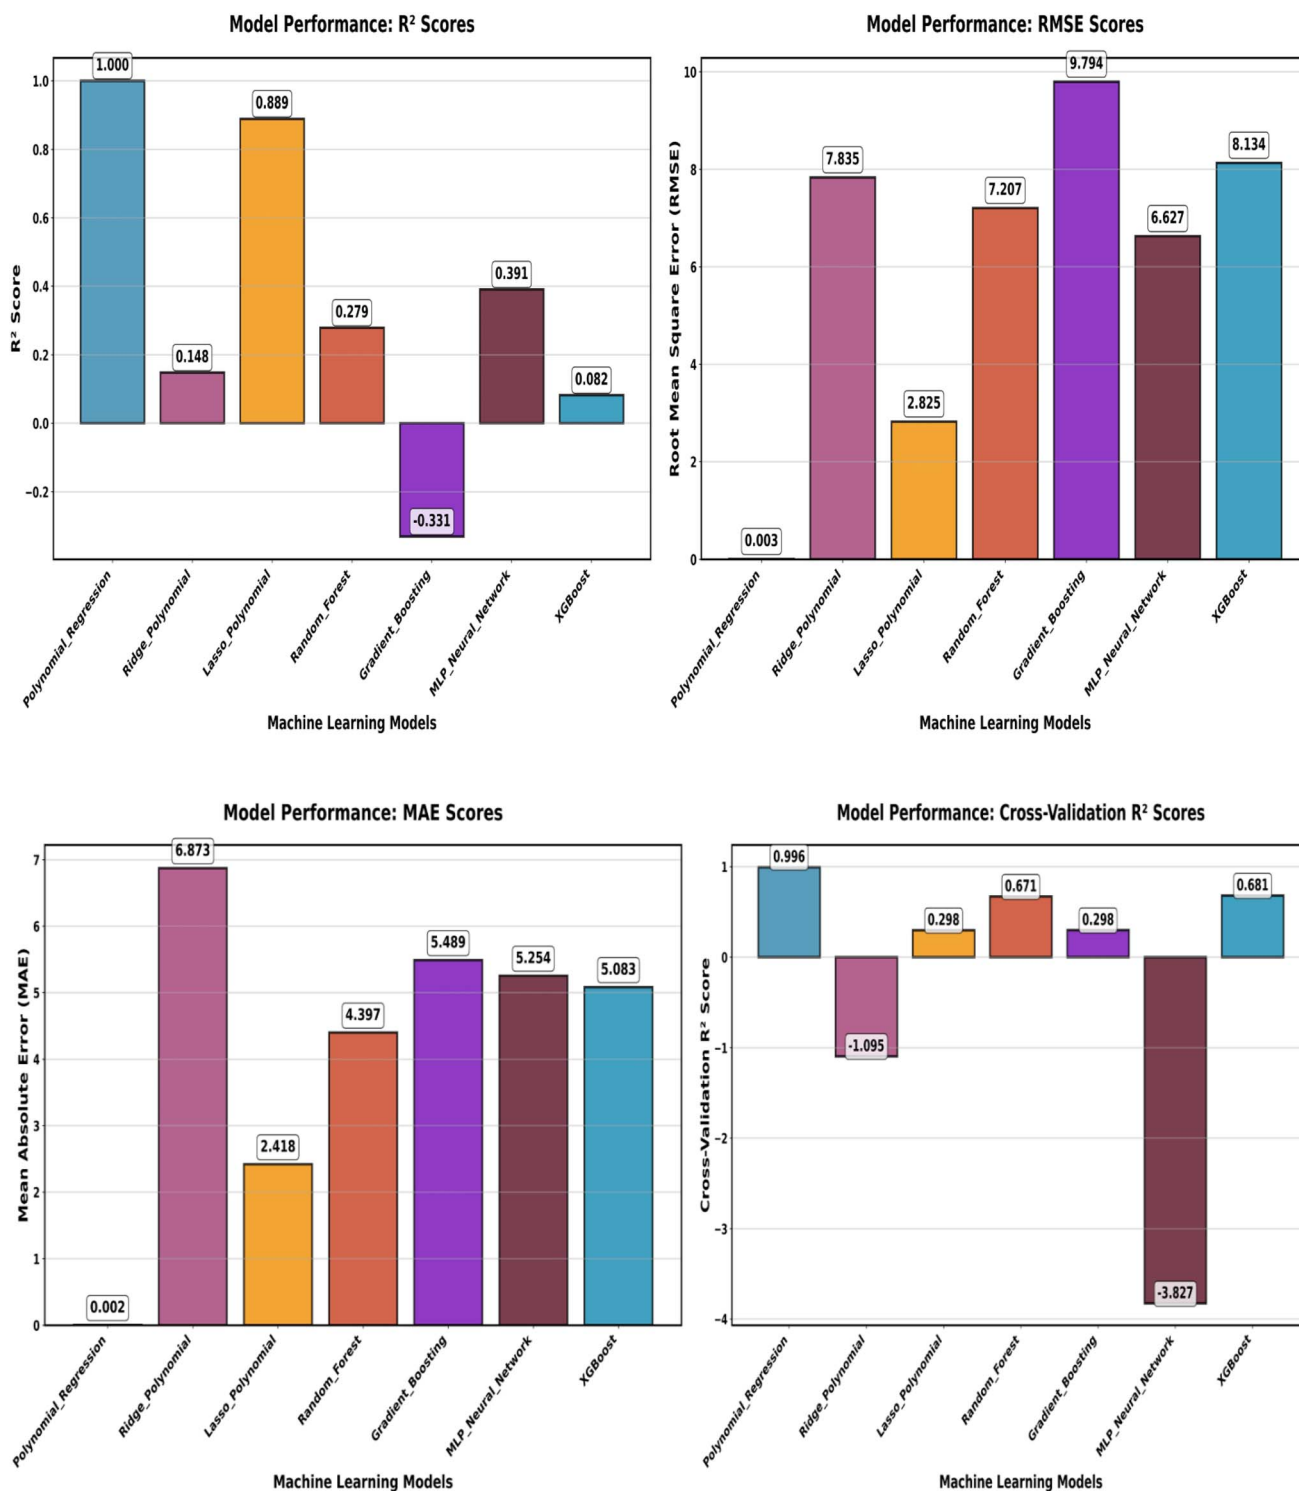 Model Performance: R² Scores
1.000
0.148
0.889
0.279
-0.331
0.391
0.082
1.0
0.8
0.6
0.4
0.2
0.0
−0.2
R² Score
Polynomial_Regression
Ridge_Polynomial
Lasso_Polynomial
Random_Forest
Gradient_Boosting
MLP_Neural_Network
XGBoost
Machine Learning Models
Model Performance: RMSE Scores
0.003
7.835
2.825
7.207
9.794
6.627
8.134
10
8
6
4
2
0
Root Mean Square Error (RMSE)
Polynomial_Regression
Ridge_Polynomial
Lasso_Polynomial
Random_Forest
Gradient_Boosting
MLP_Neural_Network
XGBoost
Machine Learning Models
Model Performance: MAE Scores
0.002
6.873
2.418
4.397
5.489
5.254
5.083
7
6
5
4
3
2
1
0
Mean Absolute Error (MAE)
Polynomial_Regression
Ridge_Polynomial
Lasso_Polynomial
Random_Forest
Gradient_Boosting
MLP_Neural_Network
XGBoost
Machine Learning Models
Model Performance: Cross-Validation R² Scores
0.996
-1.095
0.298
0.671
0.298
-3.827
0.681
1
0
−1
−2
−3
−4
Cross-Validation R² Score
Polynomial_Regression
Ridge_Polynomial
Lasso_Polynomial
Random_Forest
Gradient_Boosting
MLP_Neural_Network
XGBoost
Machine Learning Models